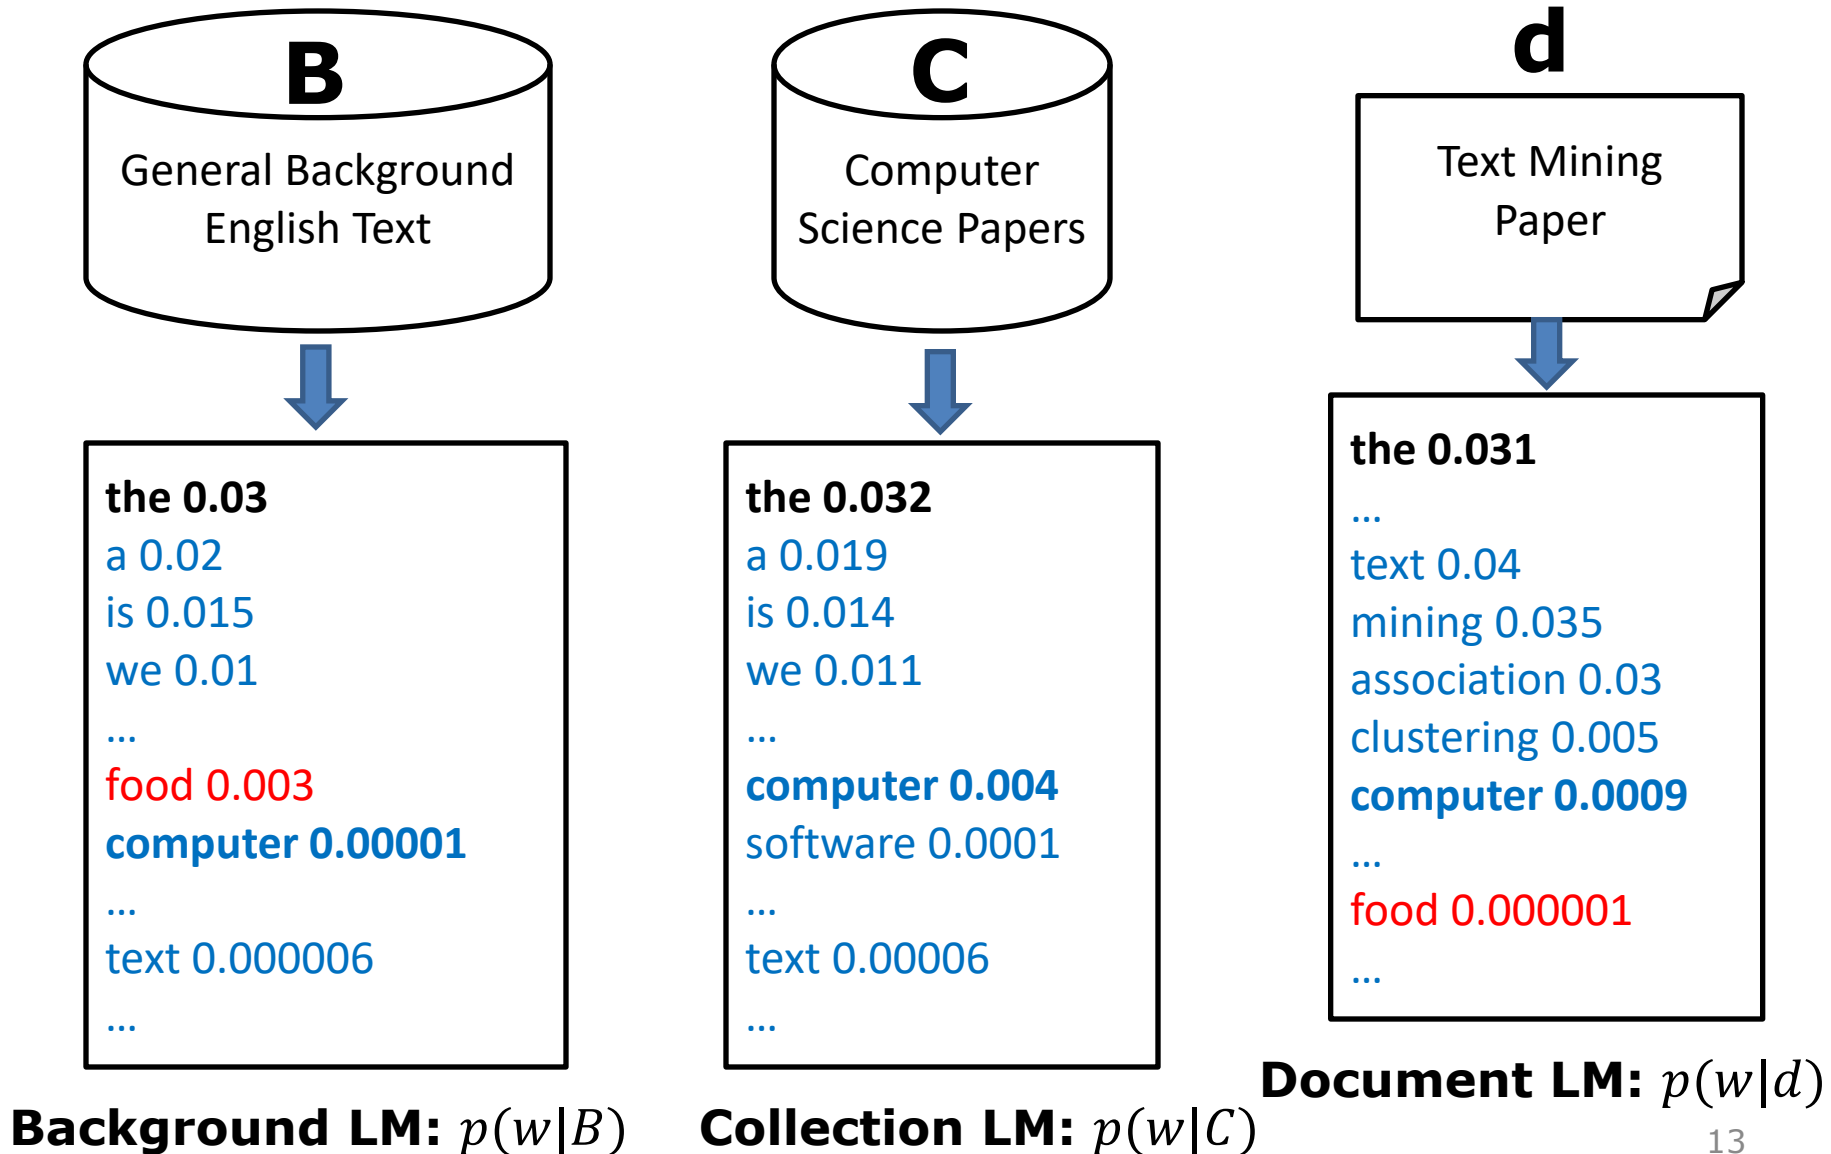 B
General Background
English Text
the 0.03
a 0.02
is 0.015
we 0.01
...
food 0.003
computer 0.00001
...
text 0.000006
...
Background LM: p(w|B)
C
Computer
Science Papers
the 0.032
a 0.019
is 0.014
we 0.011
...
computer 0.004
software 0.0001
...
text 0.00006
...
Collection LM: p(w|C)
d
Text Mining
Paper
the 0.031
...
text 0.04
mining 0.035
association 0.03
clustering 0.005
computer 0.0009
...
food 0.000001
...
Document LM: p(w|d)
13